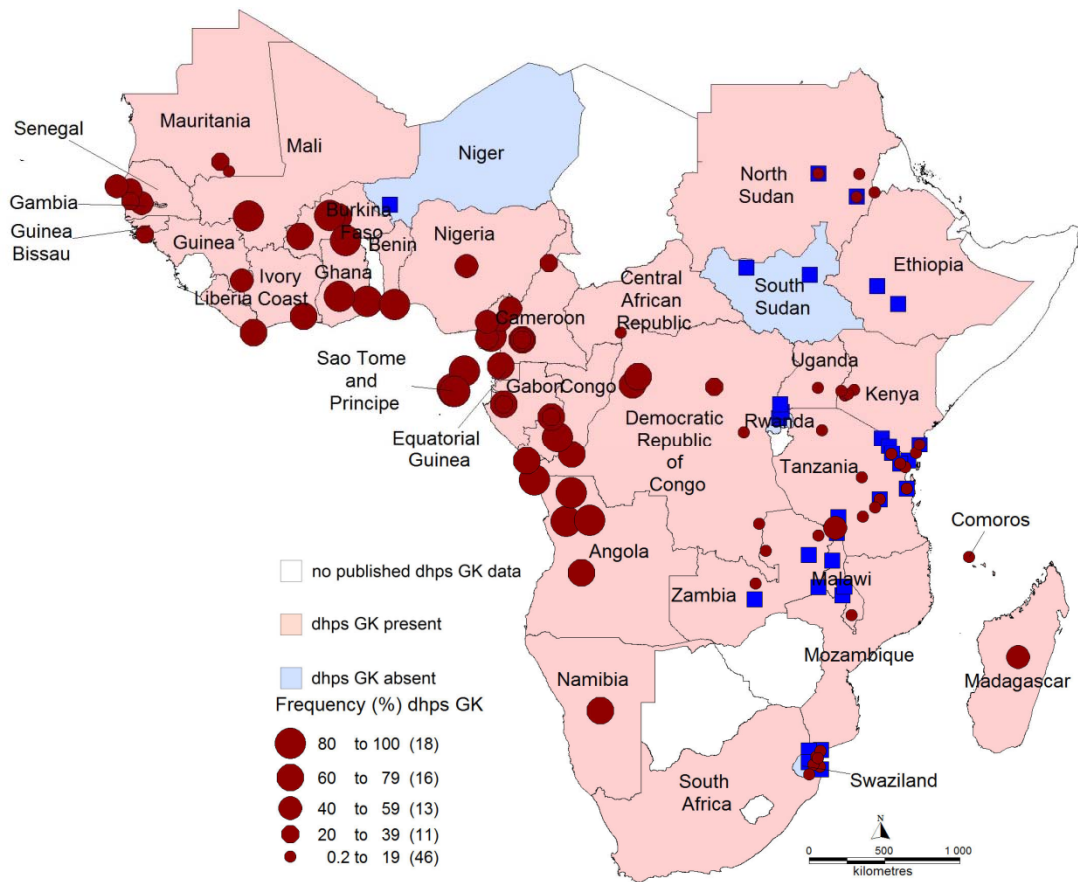 Senegal
Mauritania
Mali
Niger
North
Sudan
Gambia
Guinea
Bissau
Guinea
Burkina
Faso
Benin
Nigeria
Ivory
Coast
Ghana
Liberia
Central
African
Republic
South
Sudan
Ethiopia
Cameroon
Sao Tome
and
Principe
Gabon
Congo
Uganda
Kenya
Equatorial
Guinea
Democratic
Republic
of
Congo
Rwanda
Tanzania
Comoros
Angola
Zambia
Malawi
Mozambique
Madagascar
Namibia
South
Africa
Swaziland
no published dhps GK data
dhps GK present
dhps GK absent
Frequency (%) dhps GK
80 to 100 (18)
60 to 79 (16)
40 to 59 (13)
20 to 39 (11)
0.2 to 19 (46)
N
0 500 1 000
kilometres